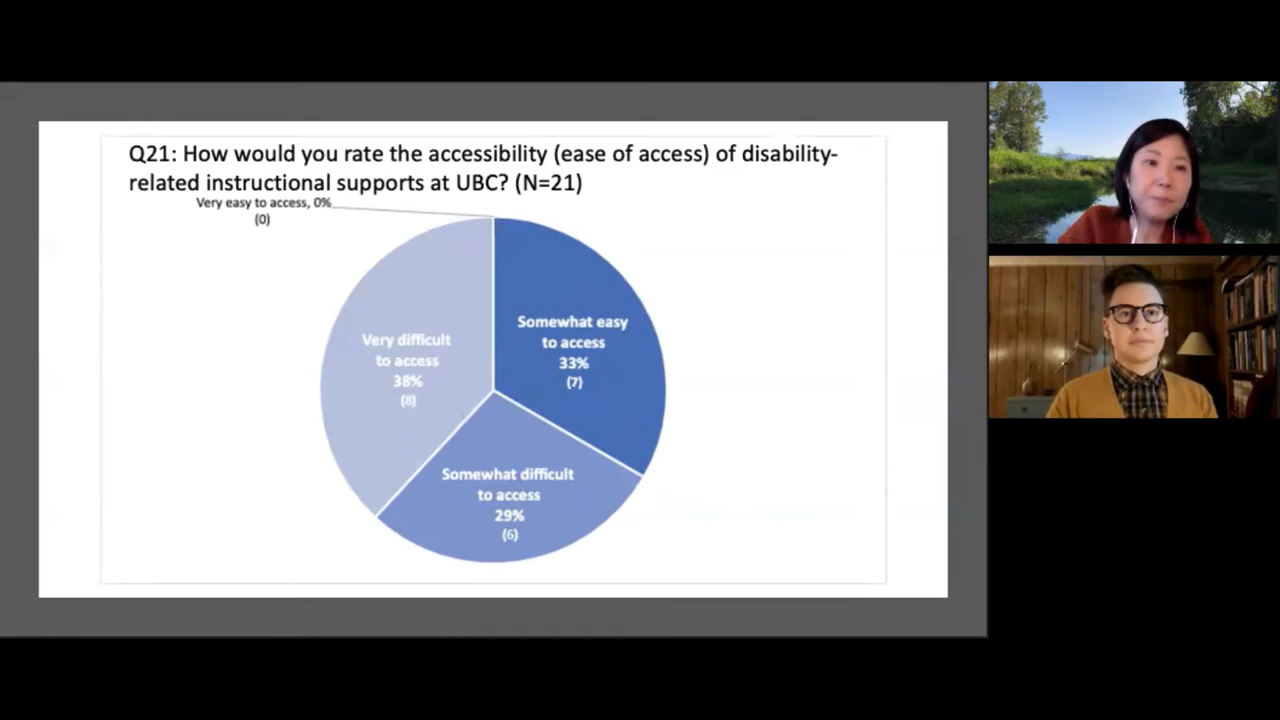 Q21: How would you rate the accessibility (ease of access) of disability-
related instructional supports at UBC? (N=21)
Very easy to access, 0%
(0)
Somewhat easy
to access
33%
(7)
Very difficult
to access
38%
(8)
Somewhat difficult
to access
29%
(6)